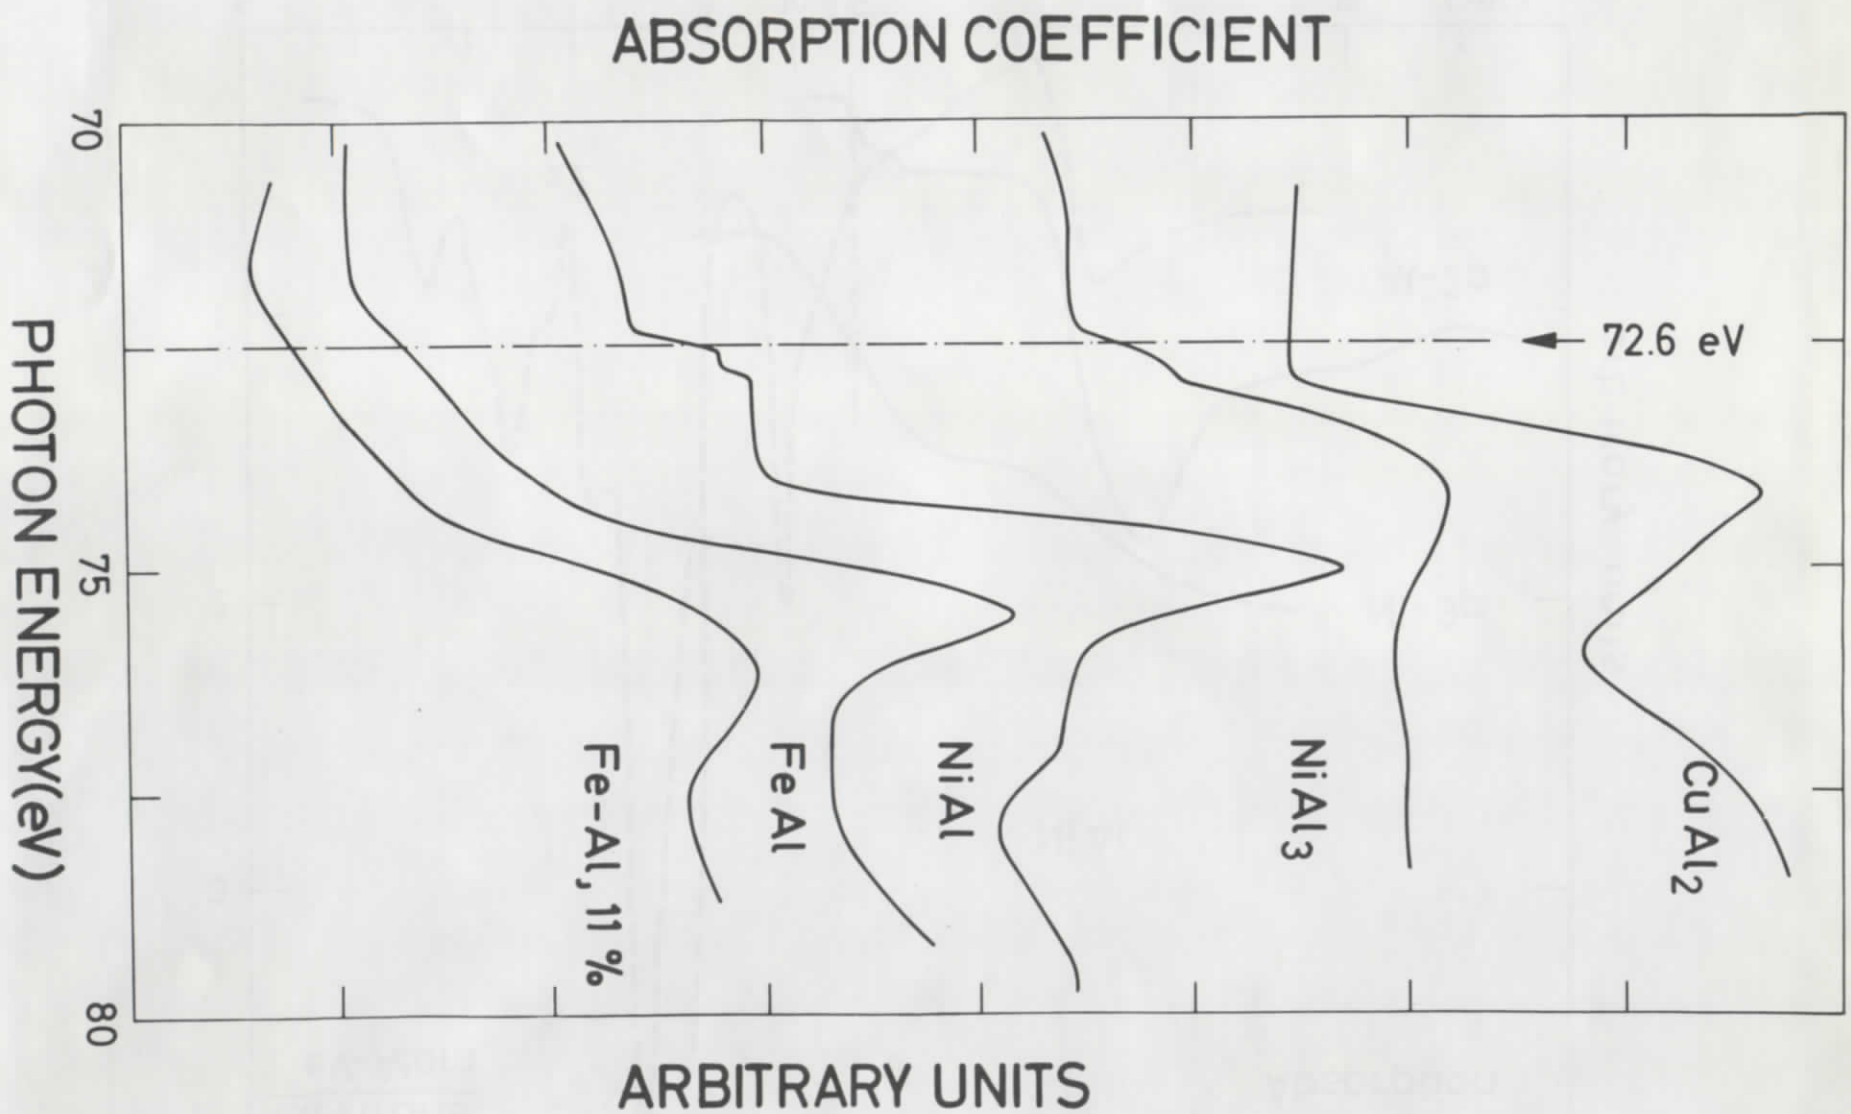 ABSORPTION COEFFICIENT
70
75
80
PHOTON ENERGY(eV)
72.6 eV
Fe-Al, 11 %
Fe Al
Ni Al
Ni Al3
Cu Al2
ARBITRARY UNITS